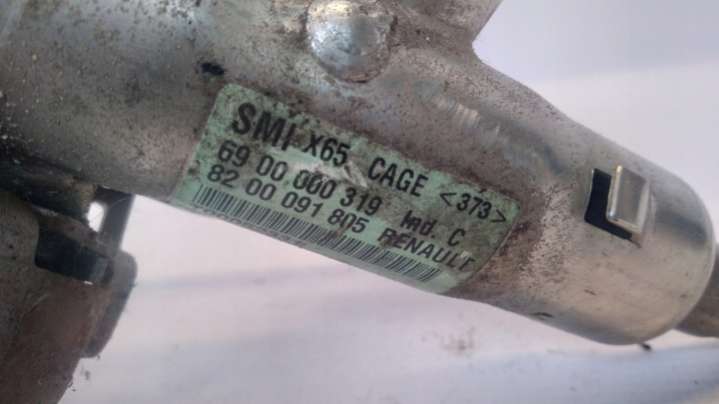 SMI X65 CAGE <373>
69 00 000 319 Ind. C
82 00 091 805 RENAULT